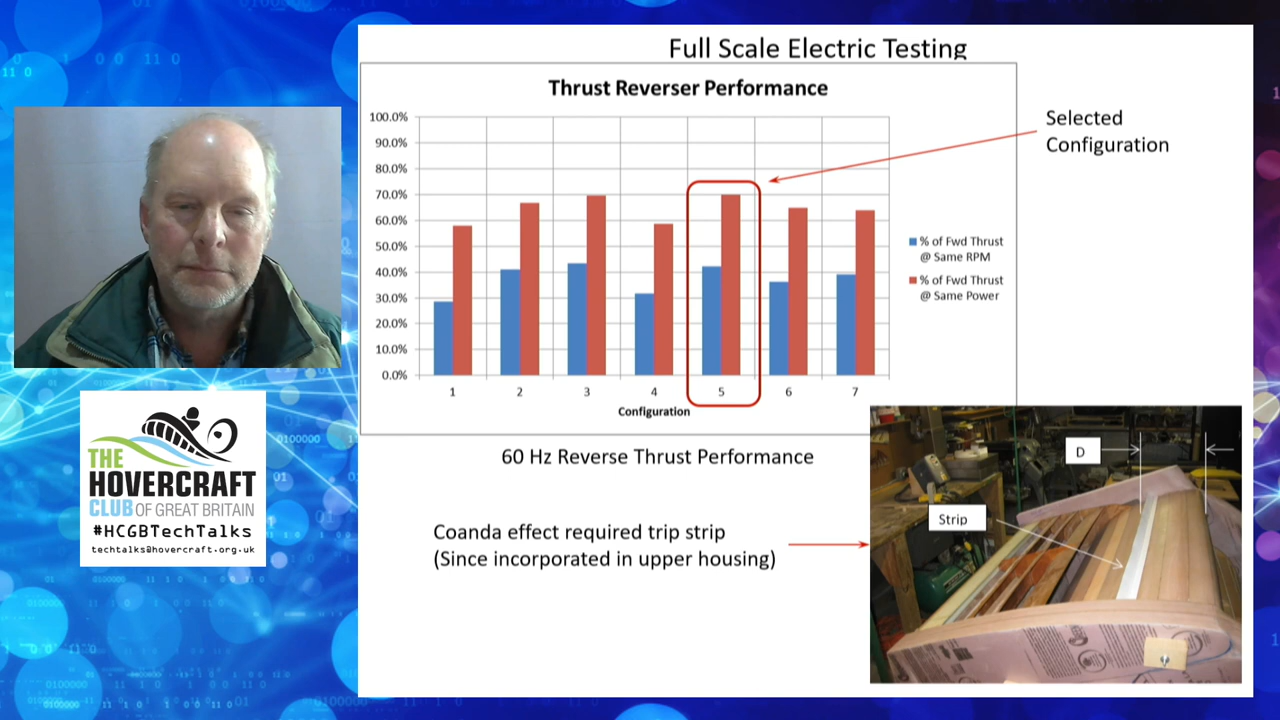 Full Scale Electric Testing
Thrust Reverser Performance
100.0%
90.0%
80.0%
70.0%
60.0%
50.0%
40.0%
30.0%
20.0%
10.0%
0.0%
1 2 3 4 5 6 7
Configuration
% of Fwd Thrust
@ Same RPM
% of Fwd Thrust
@ Same Power
Selected
Configuration
60 Hz Reverse Thrust Performance
Coanda effect required trip strip
(Since incorporated in upper housing)
D
Strip
THE
HOVERCRAFT
CLUB OF GREAT BRITAIN
#HCGBTechTalks
techtalks@hovercraft.org.uk